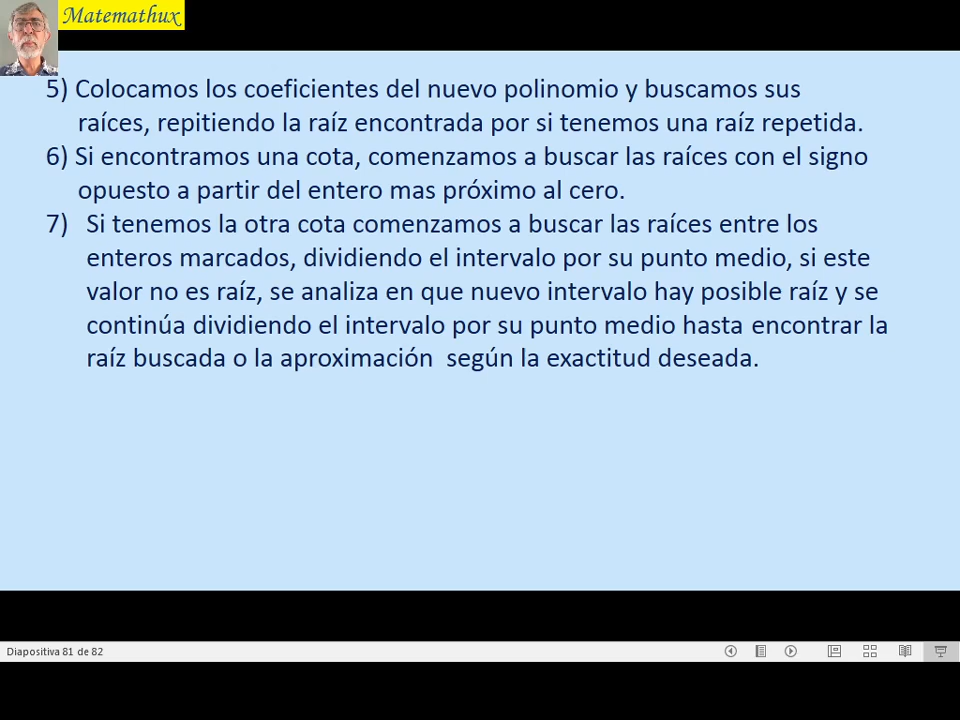 Matemathux
5) Colocamos los coeficientes del nuevo polinomio y buscamos sus
raíces, repitiendo la raíz encontrada por si tenemos una raíz repetida.
6) Si encontramos una cota, comenzamos a buscar las raíces con el signo
opuesto a partir del entero mas próximo al cero.
7) Si tenemos la otra cota comenzamos a buscar las raíces entre los
enteros marcados, dividiendo el intervalo por su punto medio, si este
valor no es raíz, se analiza en que nuevo intervalo hay posible raíz y se
continúa dividiendo el intervalo por su punto medio hasta encontrar la
raíz buscada o la aproximación según la exactitud deseada.
Diapositiva 81 de 82